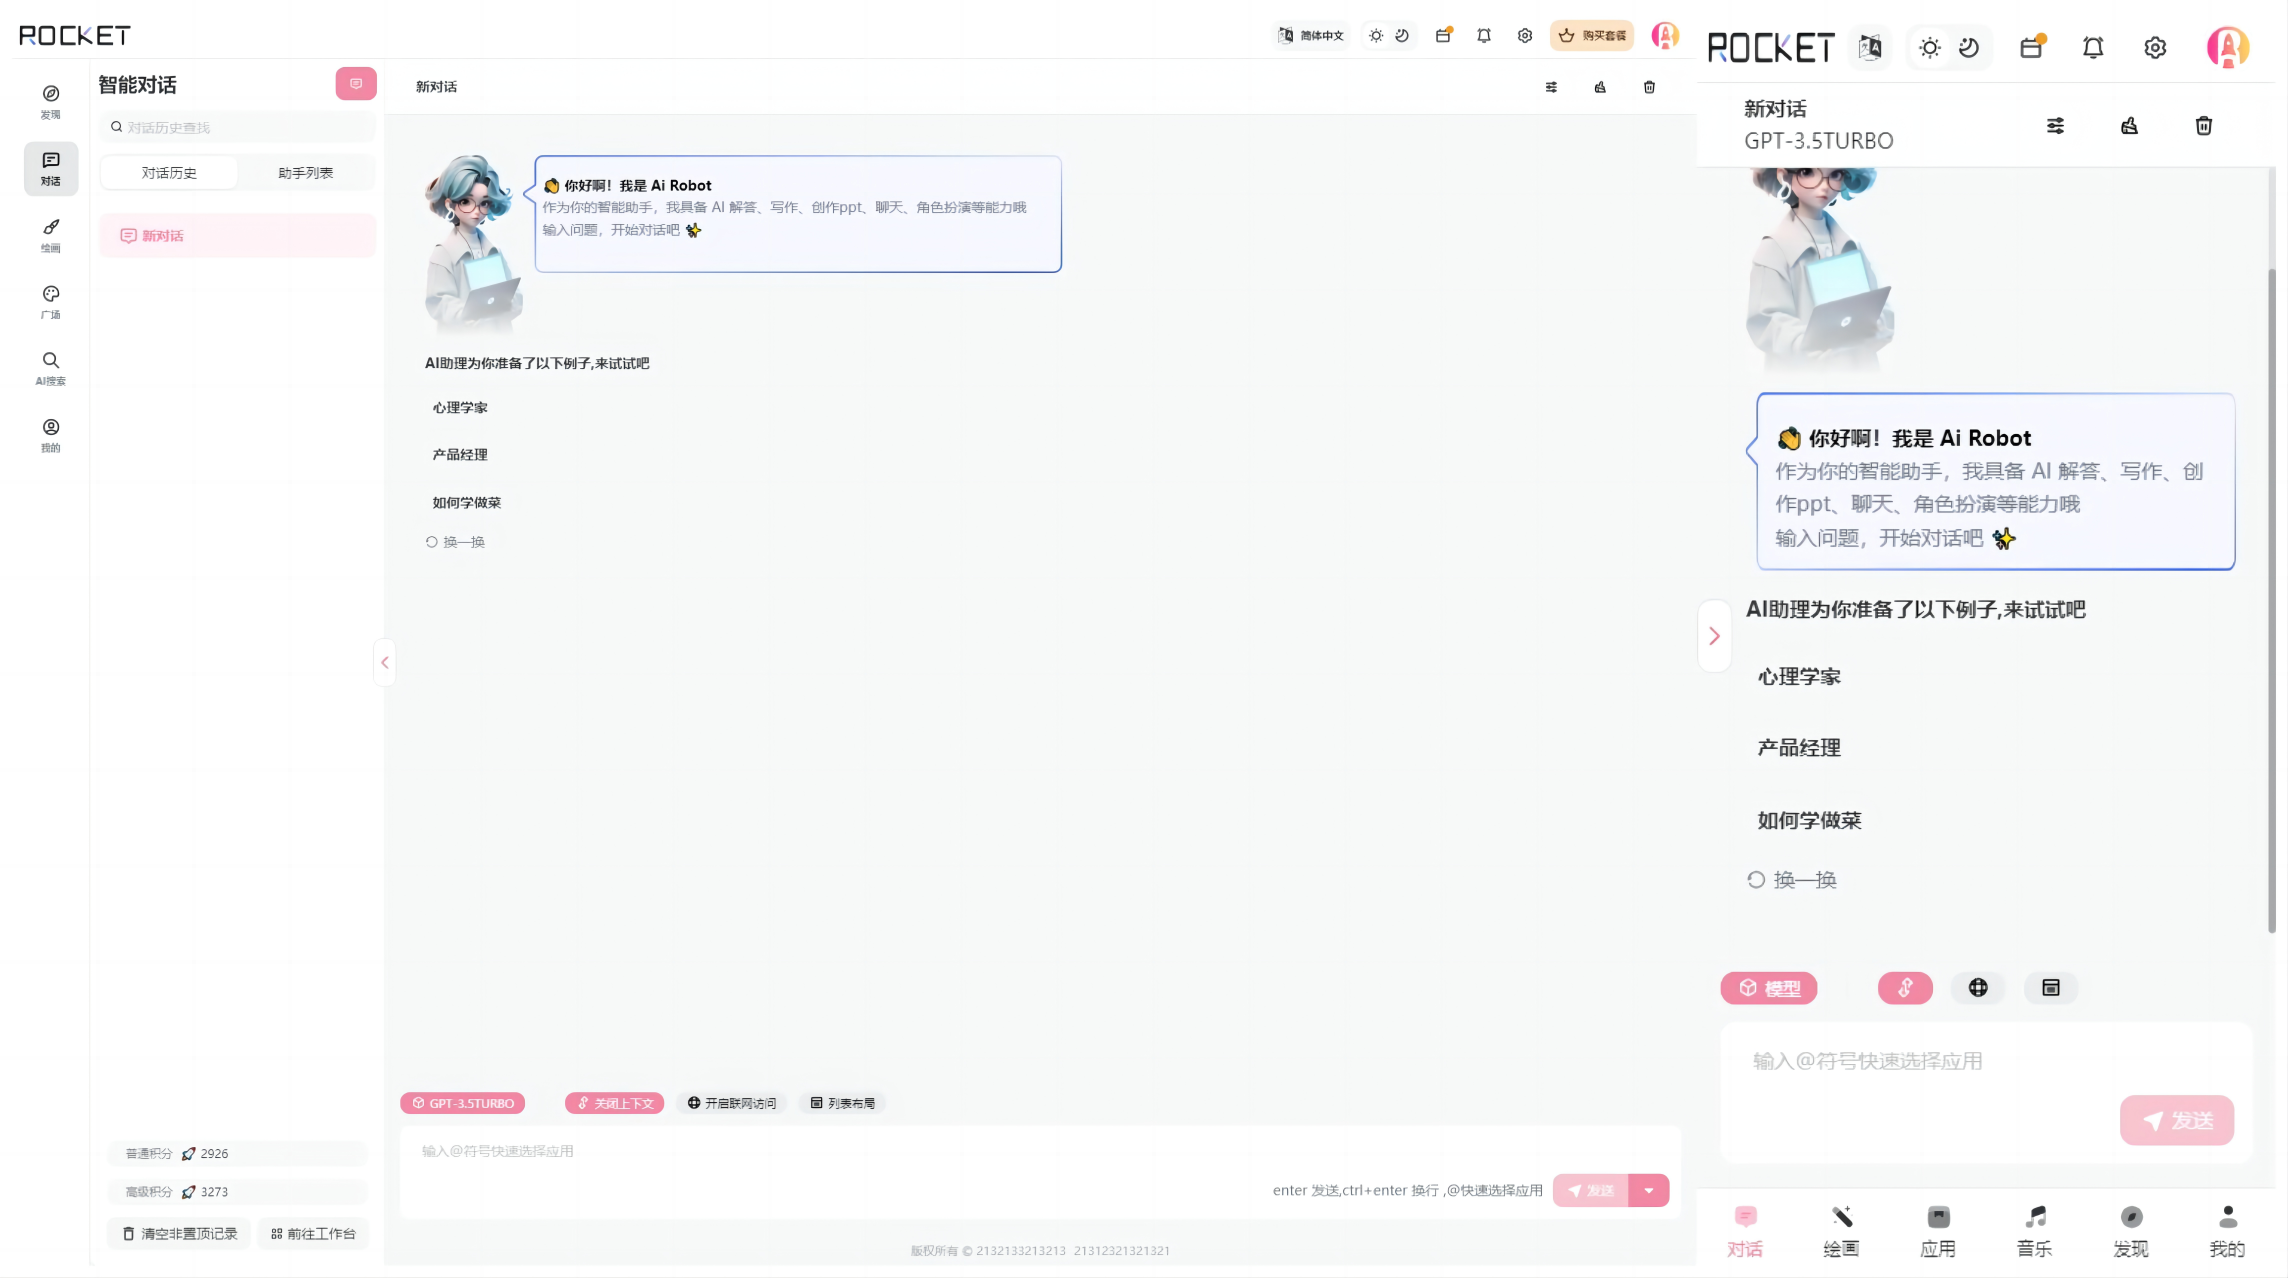 ROCKET
简体中文
购买套餐
发现
对话
绘画
广场
AI搜索
我的
智能对话
对话历史查找
对话历史
助手列表
新对话
普通积分 2926
高级积分 3273
清空非置顶记录
前往工作台
新对话
👏 你好啊！我是 Ai Robot
作为你的智能助手，我具备 AI 解答、写作、创作ppt、聊天、角色扮演等能力哦
输入问题，开始对话吧 ✨
AI助理为你准备了以下例子,来试试吧
心理学家
产品经理
如何学做菜
换一换
GPT-3.5TURBO
关闭上下文
开启联网访问
列表布局
输入@符号快速选择应用
enter 发送,ctrl+enter 换行 ,@快速选择应用
发送
版权所有 © 2132133213213 21312321321321
ROCKET
新对话
GPT-3.5TURBO
👏 你好啊！我是 Ai Robot
作为你的智能助手，我具备 AI 解答、写作、创
作ppt、聊天、角色扮演等能力哦
输入问题，开始对话吧 ✨
AI助理为你准备了以下例子,来试试吧
心理学家
产品经理
如何学做菜
换一换
模型
输入@符号快速选择应用
发送
对话
绘画
应用
音乐
发现
我的